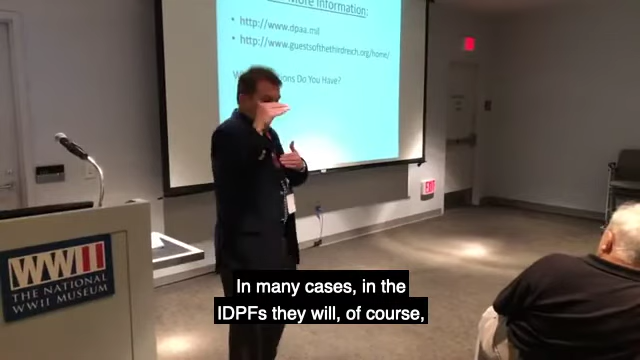 More Information:
• http://www.dpaa.mil
• http://www.guestsofthethirdreich.org/home/
Do You Have?
EXIT
EXIT
WWII
THE NATIONAL
WWII MUSEUM
In many cases, in the
IDPFs they will, of course,